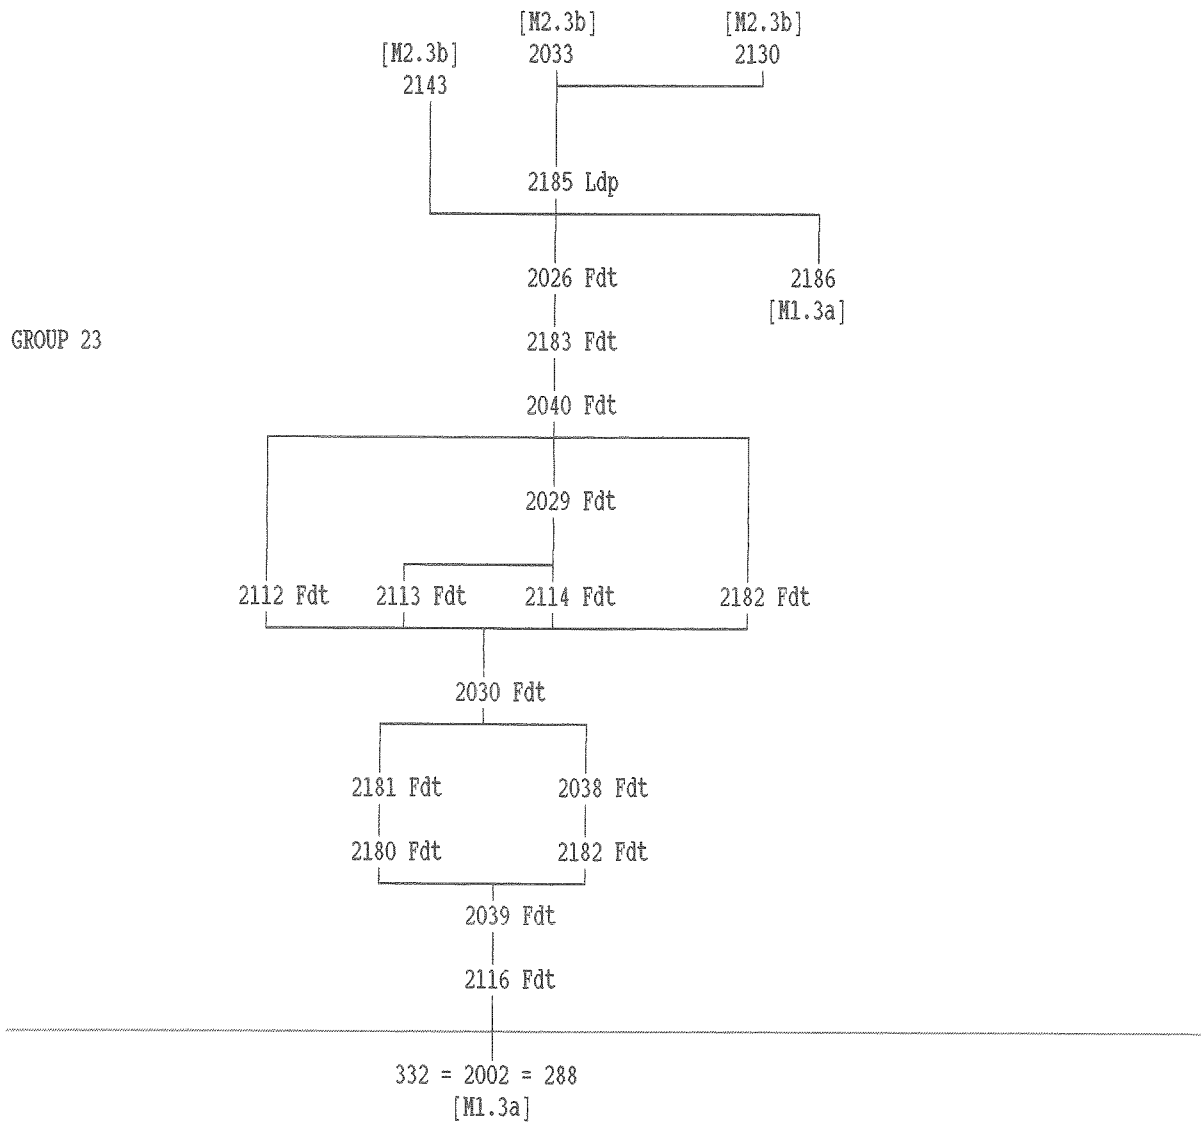 [M2.3b] [M2.3b]
[M2.3b] 2033 2130
2143
2185 Ldp
2026 Fdt 2186
[M1.3a]
GROUP 23 2183 Fdt
2040 Fdt
2029 Fdt
2112 Fdt 2113 Fdt 2114 Fdt 2182 Fdt
2030 Fdt
2181 Fdt 2038 Fdt
2180 Fdt 2182 Fdt
2039 Fdt
2116 Fdt
332 = 2002 = 288
[M1.3a]